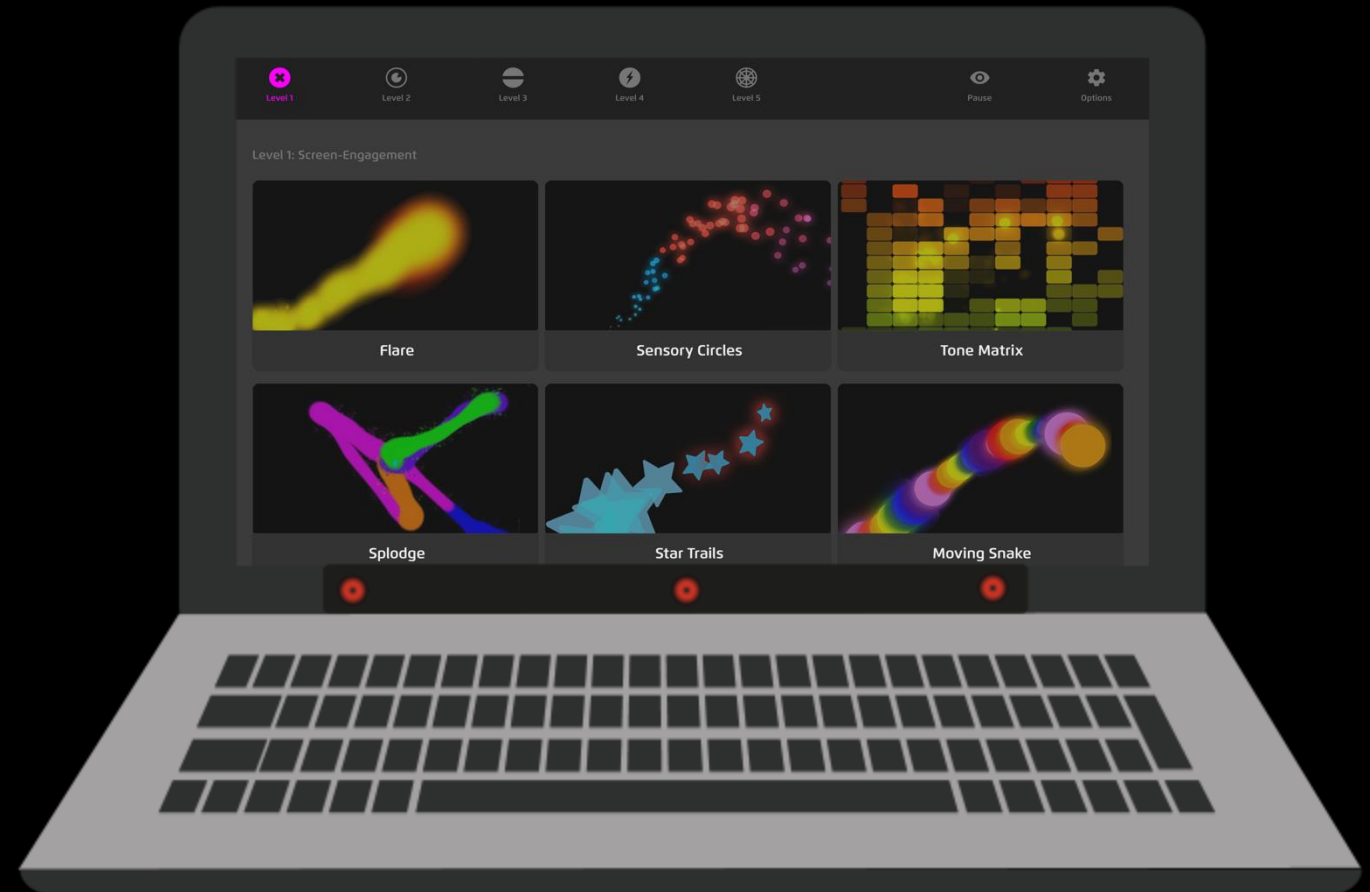 Level 1
Level 2
Level 3
Level 4
Level 5
Pause
Options
Level 1: Screen-Engagement
Flare
Sensory Circles
Tone Matrix
Splodge
Star Trails
Moving Snake